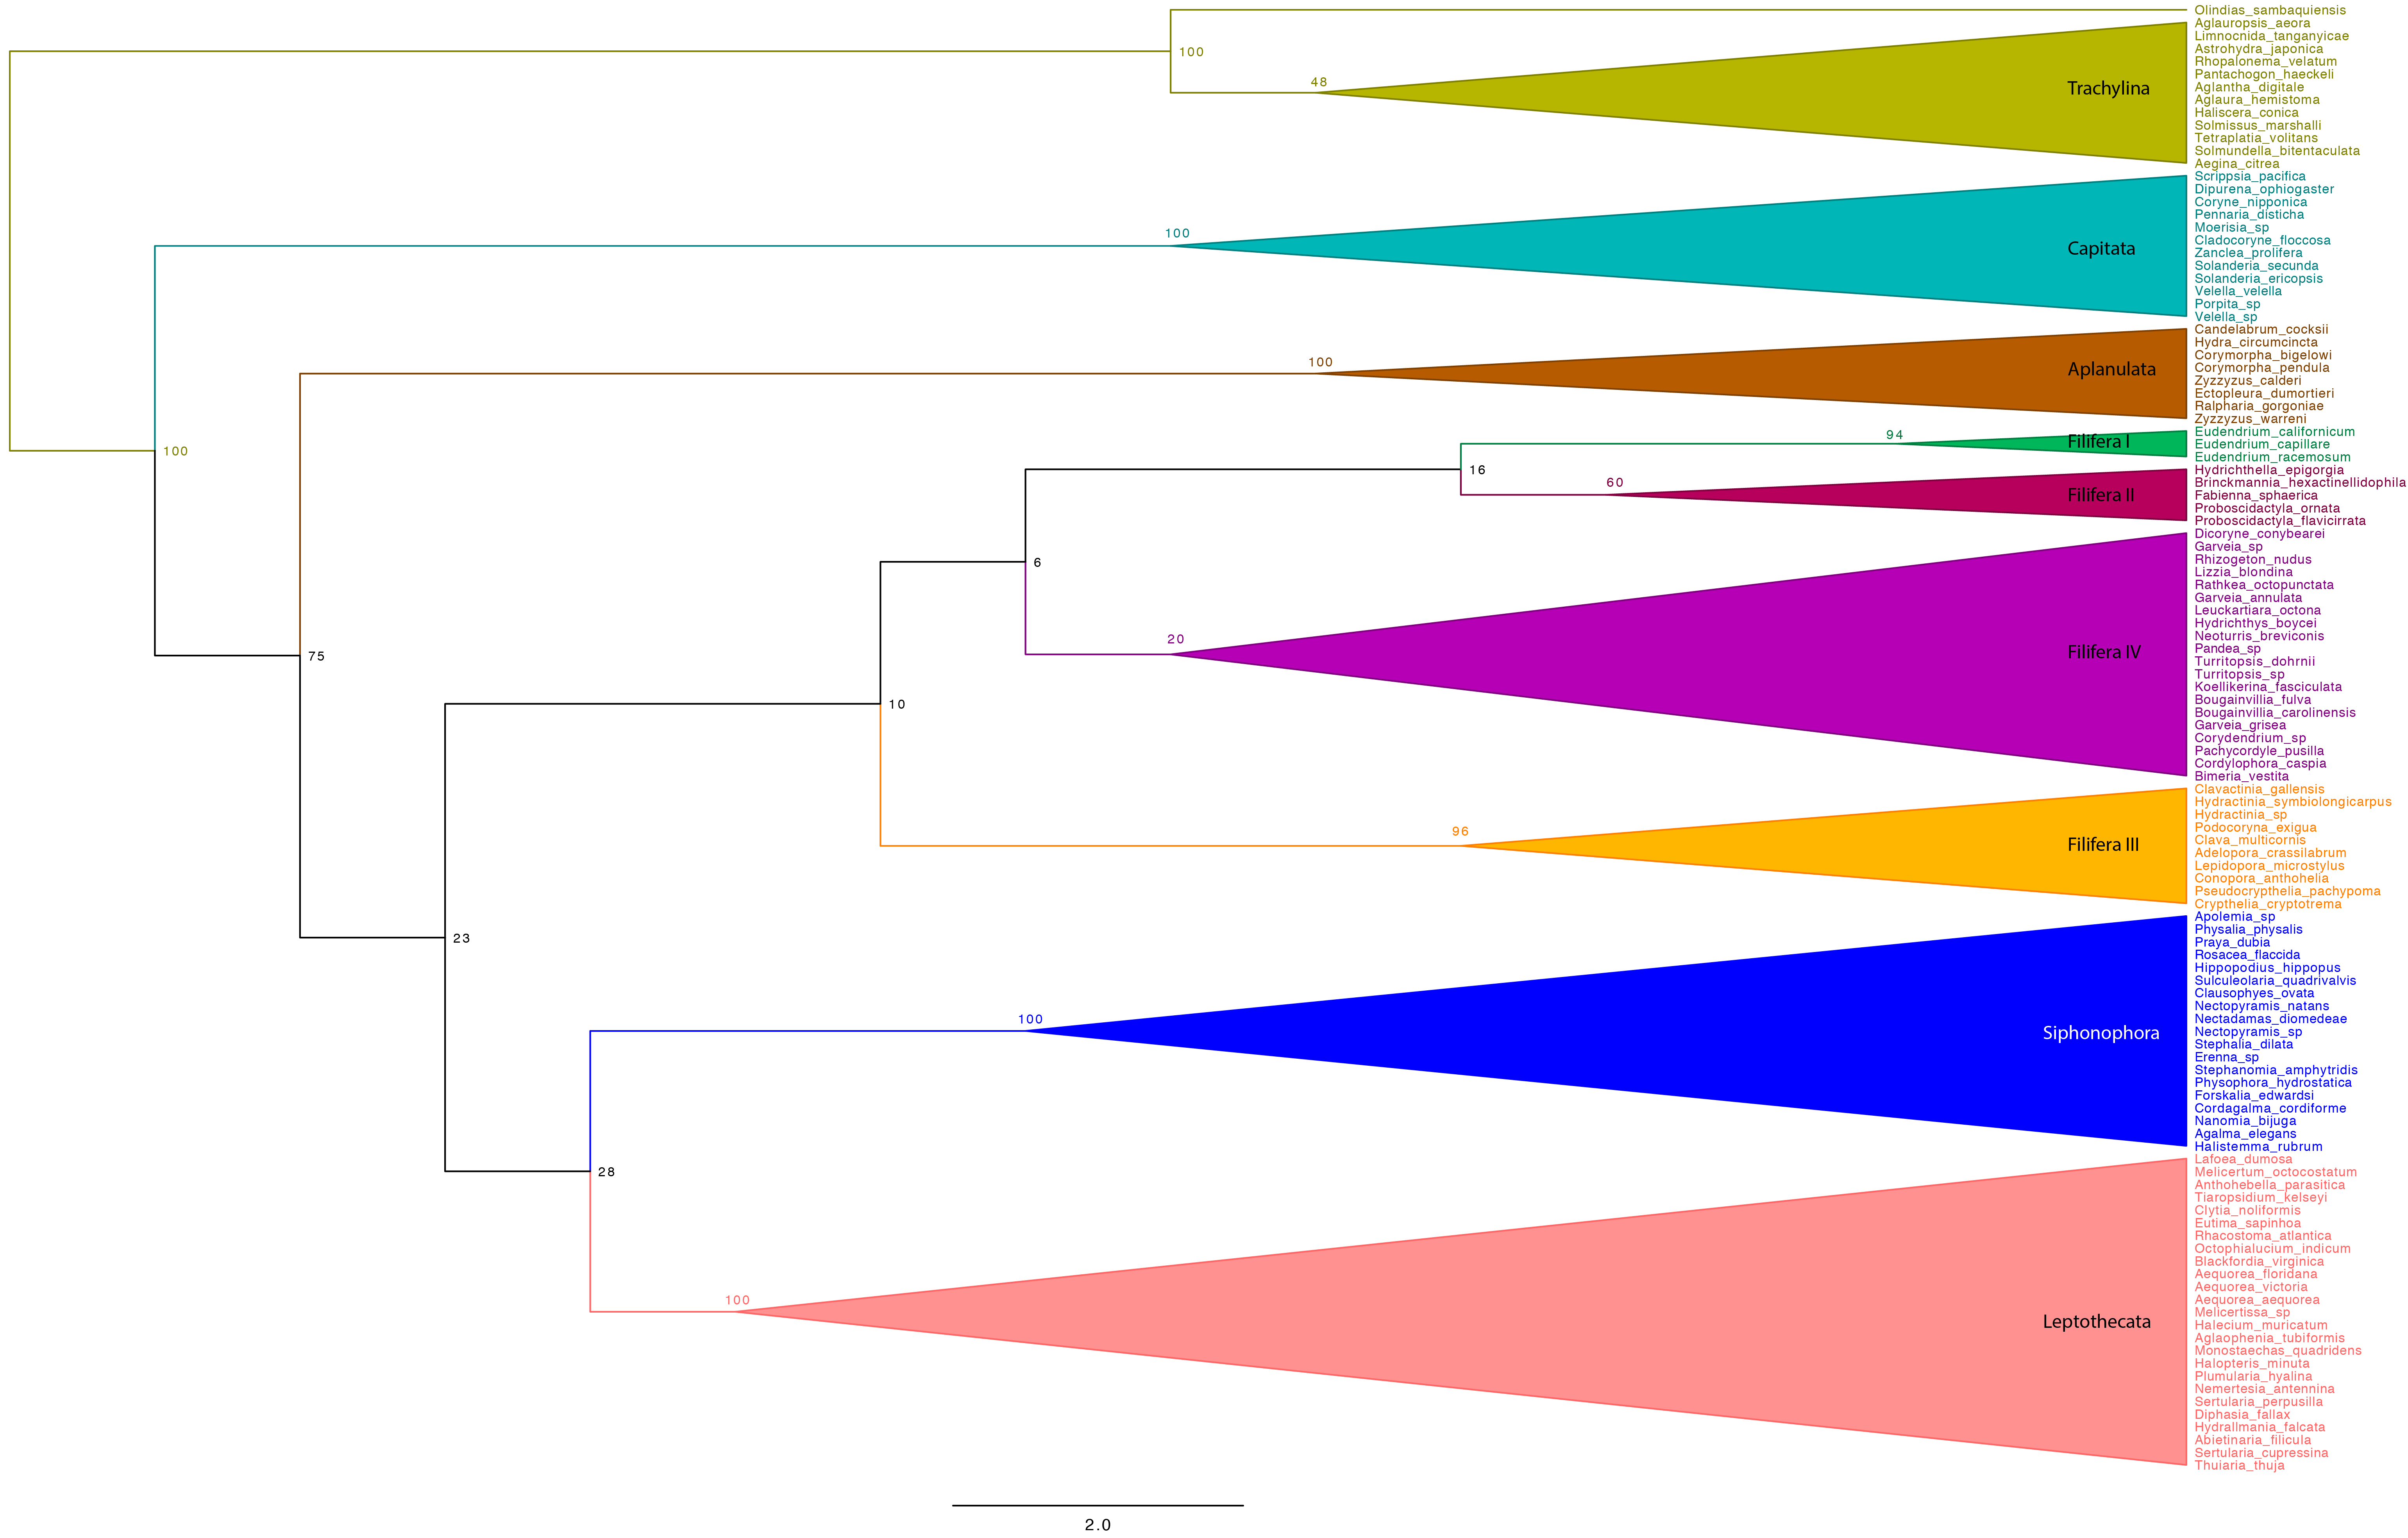 Olindias_sambaquiensis
Aglauropsis_aeora
Limnocnida_tanganyicae
Astrohydra_japonica
100
Rhopalonema_velatum
Pantachogon_haeckeli
48
Trachylina
Aglantha_digitale
Aglaura_hemistoma
Haliscera_conica
Solmissus_marshalli
Tetraplatia_volitans
Solmundella_bitentaculata
Aegina_citrea
Scrippsia_pacifica
Dipurena_ophiogaster
Coryne_nipponica
Pennaria_disticha
Moerisia_sp
100
Cladocoryne_floccosa
Capitata
Zanclea_prolifera
Solanderia_secunda
Solanderia_ericopsis
Velella_velella
Porpita_sp
Velella_sp
Candelabrum_cocksii
Hydra_circumcincta
Corymorpha_bigelowi
100
Aplanulata
Corymorpha_pendula
Zyzzyzus_calderi
Ectopleura_dumortieri
Ralpharia_gorgoniae
Zyzzyzus_warreni
94
Eudendrium_californicum
100
Filifera I
Eudendrium_capillare
Eudendrium_racemosum
16
Hydrichthella_epigorgia
60
Brinckmannia_hexactinellidophila
Filifera II
Fabienna_sphaerica
Proboscidactyla_ornata
Proboscidactyla_flavicirrata
Dicoryne_conybearei
Garveia_sp
6
Rhizogeton_nudus
Lizzia_blondina
Rathkea_octopunctata
Garveia_annulata
Leuckartiara_octona
Hydrichthys_boycei
20
Neoturris_breviconis
75
Filifera IV
Pandea_sp
Turritopsis_dohrnii
Turritopsis_sp
Koellikerina_fasciculata
Bougainvillia_fulva
10
Bougainvillia_carolinensis
Garveia_grisea
Corydendrium_sp
Pachycordyle_pusilla
Cordylophora_caspia
Bimeria_vestita
Clavactinia_gallensis
Hydractinia_symbiolongicarpus
Hydractinia_sp
96
Podocoryna_exigua
Filifera III
Clava_multicornis
Adelopora_crassilabrum
Lepidopora_microstylus
Conopora_anthohelia
Pseudocrypthelia_pachypoma
Crypthelia_cryptotrema
Apolemia_sp
Physalia_physalis
23
Praya_dubia
Rosacea_flaccida
Hippopodius_hippopus
Sulculeolaria_quadrivalvis
Clausophyes_ovata
Nectopyramis_natans
100
Nectadamas_diomedeae
Siphonophora
Nectopyramis_sp
Stephalia_dilata
Erenna_sp
Stephanomia_amphytridis
Physophora_hydrostatica
Forskalia_edwardsi
Cordagalma_cordiforme
Nanomia_bijuga
Agalma_elegans
Halistemma_rubrum
Lafoea_dumosa
28
Melicertum_octocostatum
Anthohebella_parasitica
Tiaropsidium_kelseyi
Clytia_noliformis
Eutima_sapinhoa
Rhacostoma_atlantica
Octophialucium_indicum
Blackfordia_virginica
Aequorea_floridana
Aequorea_victoria
100
Aequorea_aequorea
Melicertissa_sp
Leptothecata
Halecium_muricatum
Aglaophenia_tubiformis
Monostaechas_quadridens
Halopteris_minuta
Plumularia_hyalina
Nemertesia_antennina
Sertularia_perpusilla
Diphasia_fallax
Hydrallmania_falcata
Abietinaria_filicula
Sertularia_cupressina
Thuiaria_thuja
2.0